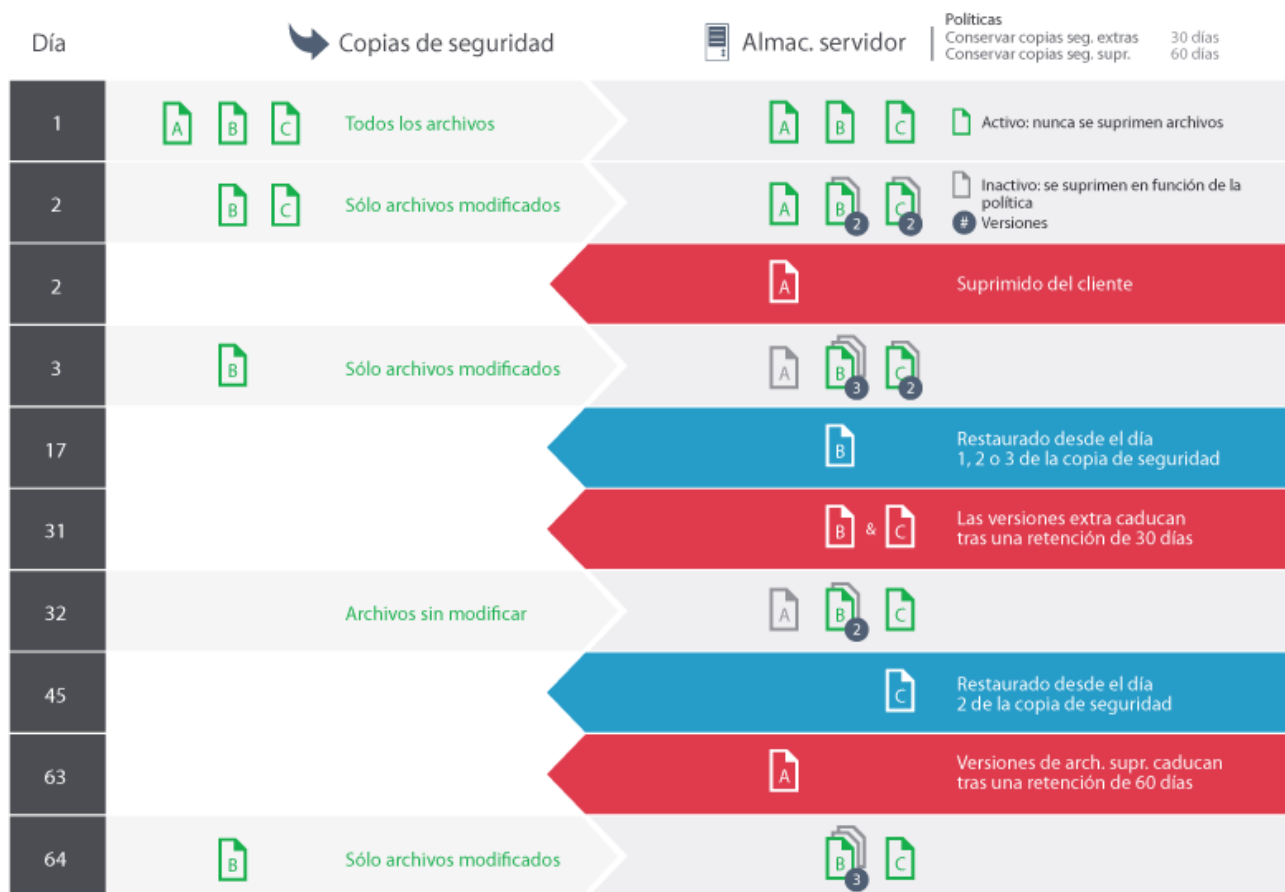 Día
Copias de seguridad
Almac. servidor
Políticas
Conservar copias seg. extras 30 días
Conservar copias seg. supr. 60 días
1
A B C
Todos los archivos
A B C
Activo: nunca se suprimen archivos
2
B C
Sólo archivos modificados
A B 2 C 2
Inactivo: se suprimen en función de la
política
# Versiones
2
A
Suprimido del cliente
3
B
Sólo archivos modificados
A B 3 C 2
17
B
Restaurado desde el día
1, 2 o 3 de la copia de seguridad
31
B & C
Las versiones extra caducan
tras una retención de 30 días
32
Archivos sin modificar
A B 2 C
45
C
Restaurado desde el día
2 de la copia de seguridad
63
A
Versiones de arch. supr. caducan
tras una retención de 60 días
64
B
Sólo archivos modificados
B 3 C